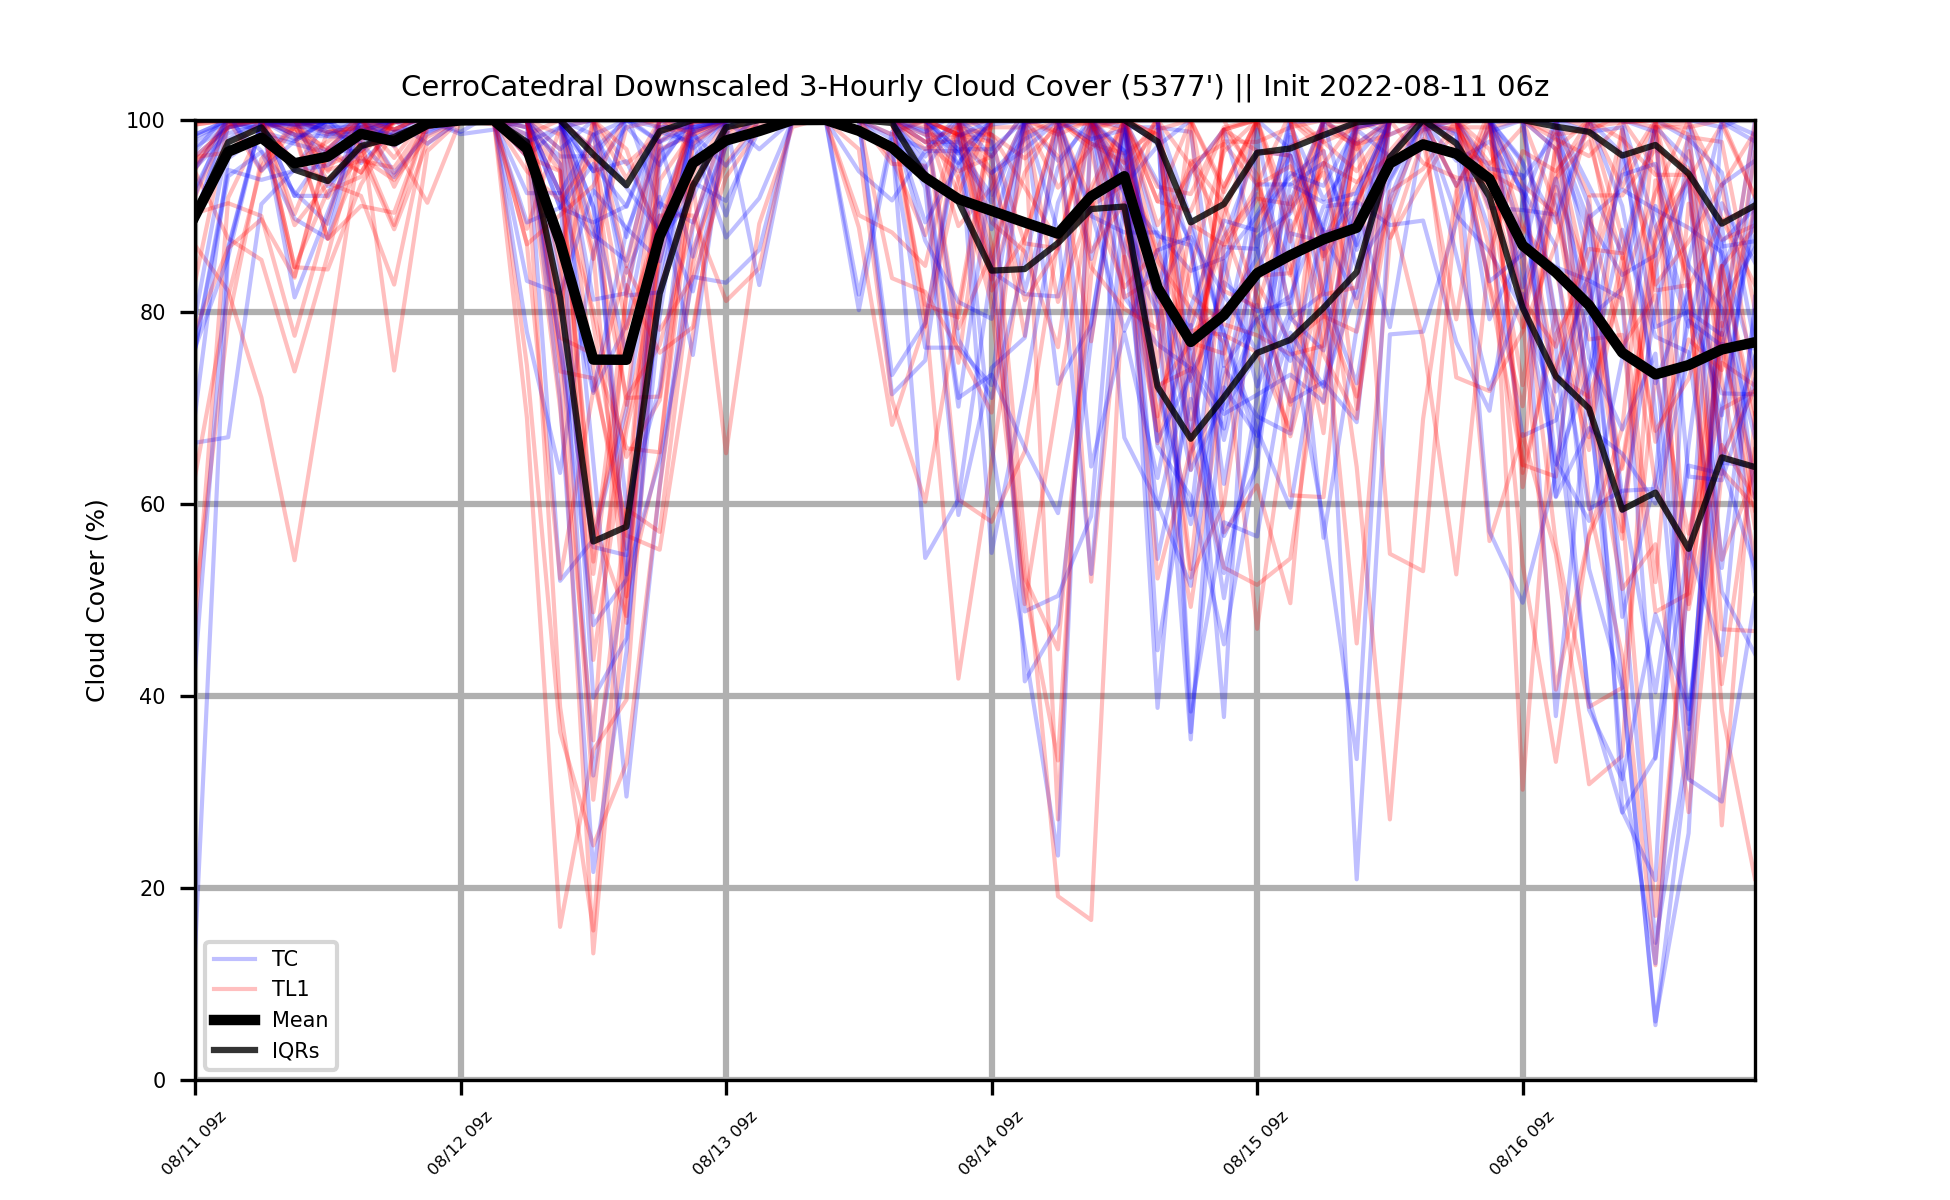 CerroCatedral Downscaled 3-Hourly Cloud Cover (5377') || Init 2022-08-11 06z
100
80
60
40
20
0
Cloud Cover (%)
TC
TL1
Mean
IQRs
08/11 09z
08/12 09z
08/13 09z
08/14 09z
08/15 09z
08/16 09z